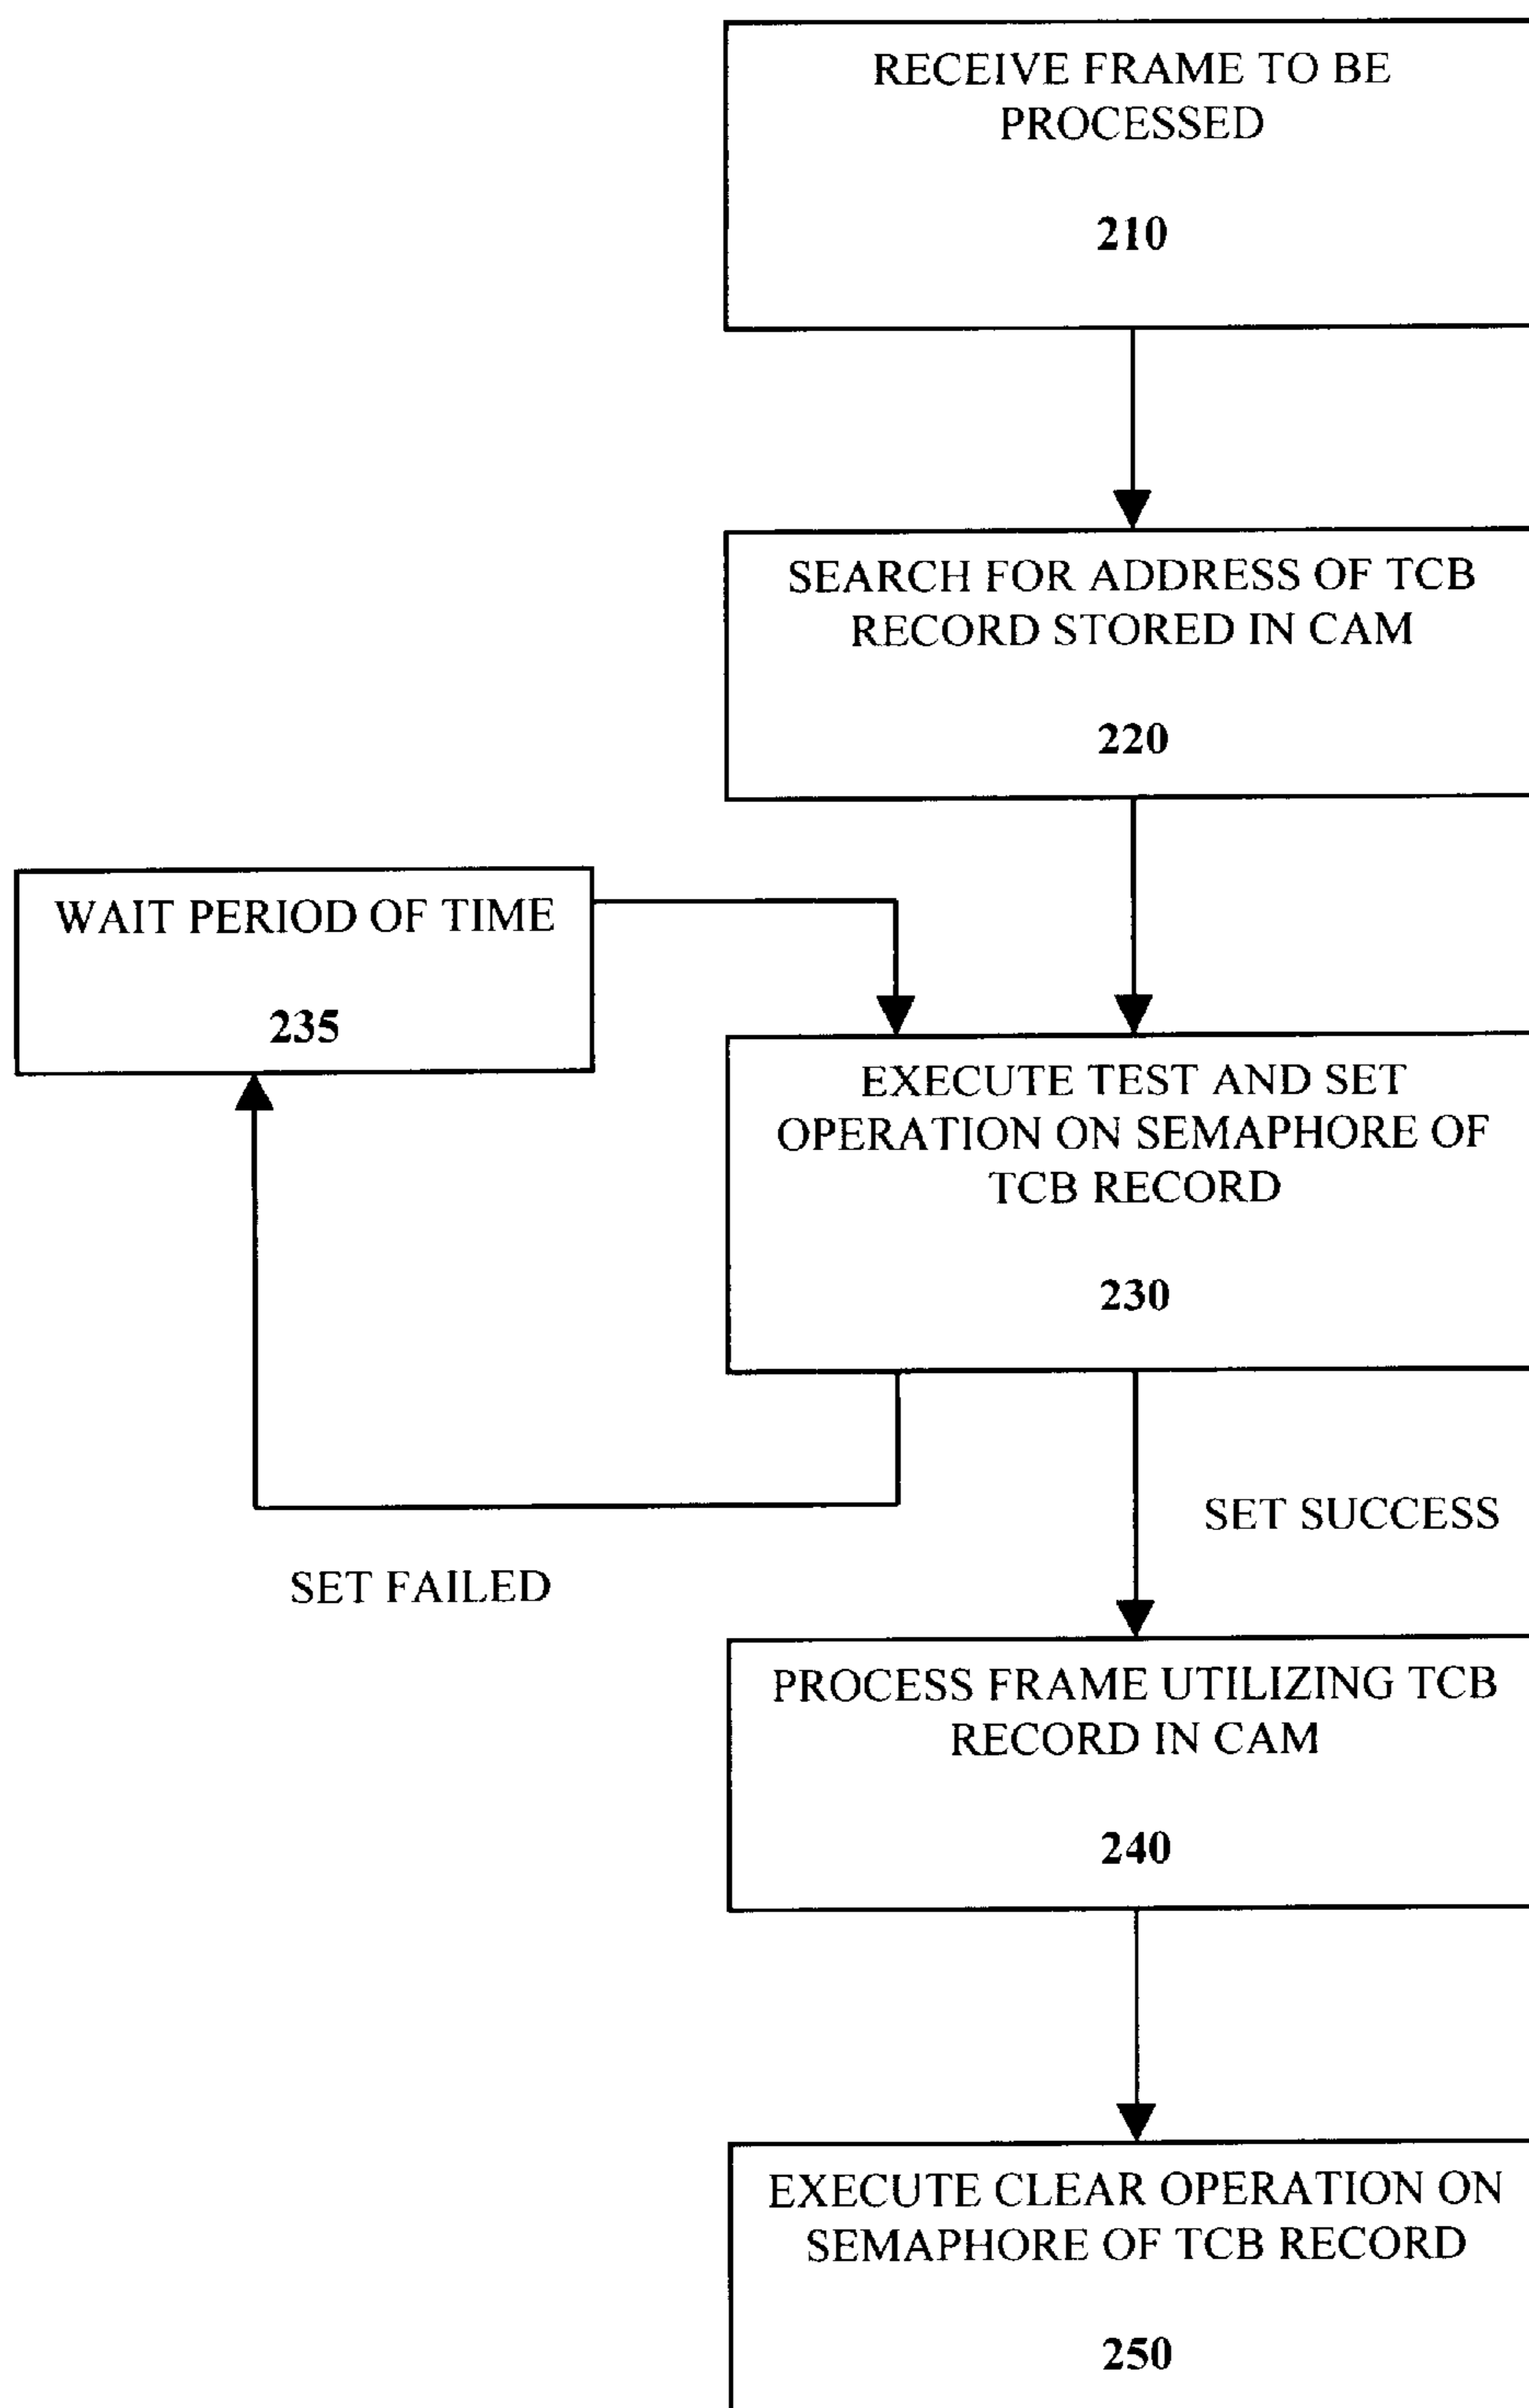 RECEIVE FRAME TO BE
PROCESSED
210
SEARCH FOR ADDRESS OF TCB
RECORD STORED IN CAM
220
WAIT PERIOD OF TIME
235
EXECUTE TEST AND SET
OPERATION ON SEMAPHORE OF
TCB RECORD
230
SET SUCCESS
SET FAILED
PROCESS FRAME UTILIZING TCB
RECORD IN CAM
240
EXECUTE CLEAR OPERATION ON
SEMAPHORE OF TCB RECORD
250